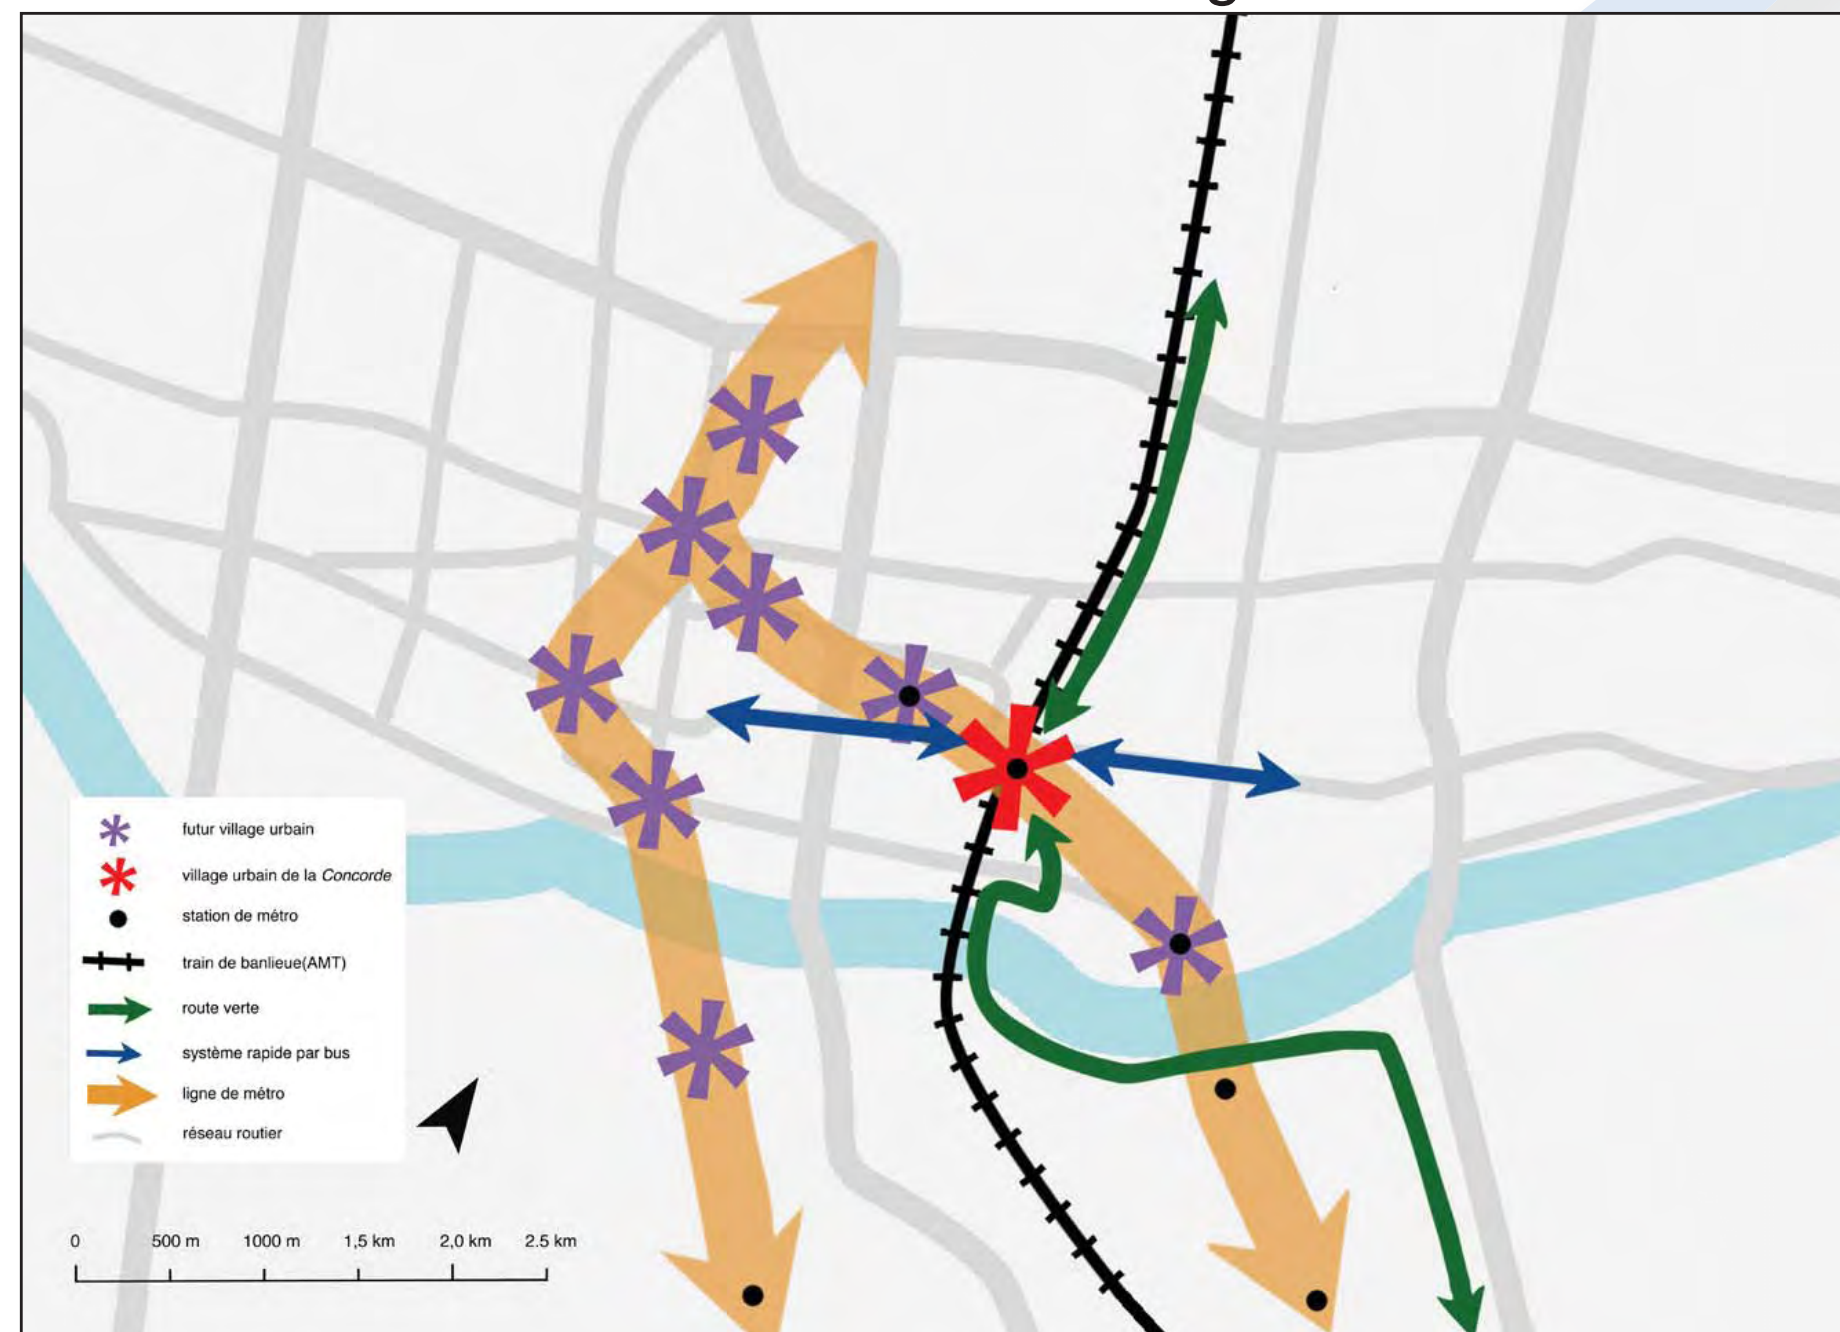 futur village urbain
village urbain de la Concorde
station de métro
train de banlieue(AMT)
route verte
système rapide par bus
ligne de métro
réseau routier
0 500 m 1000 m 1,5 km 2,0 km 2.5 km